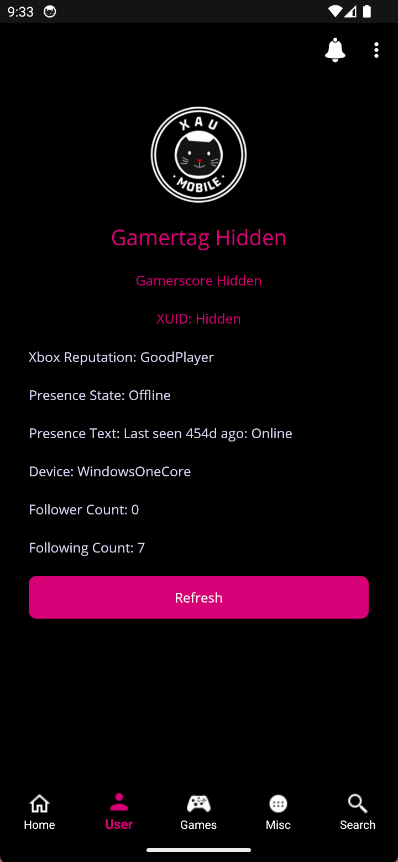 9:33
XAU
MOBILE
Gamertag Hidden
Gamerscore Hidden
XUID: Hidden
Xbox Reputation: GoodPlayer
Presence State: Offline
Presence Text: Last seen 454d ago: Online
Device: WindowsOneCore
Follower Count: 0
Following Count: 7
Refresh
Home User Games Misc Search